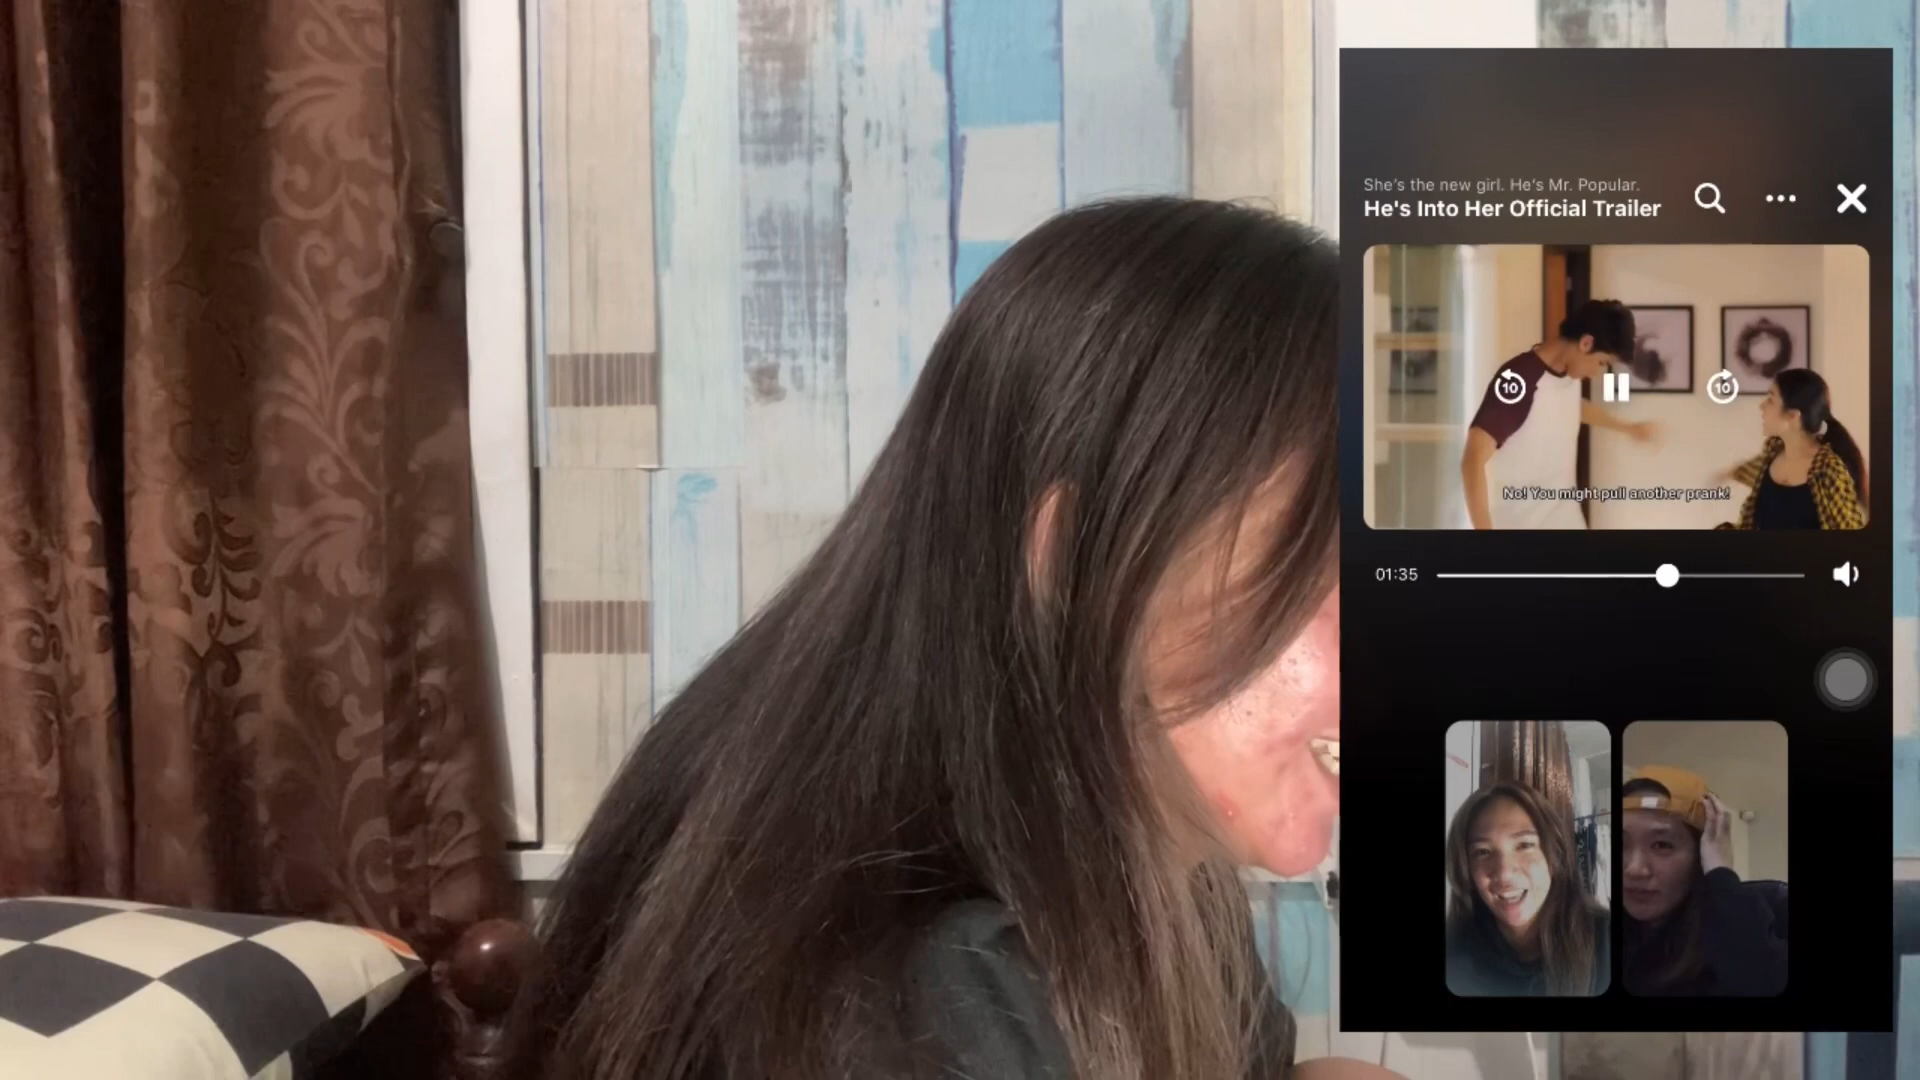 She's the new girl. He's Mr. Popular.
He's Into Her Official Trailer
10
10
No! You might pull another prank!
01:35